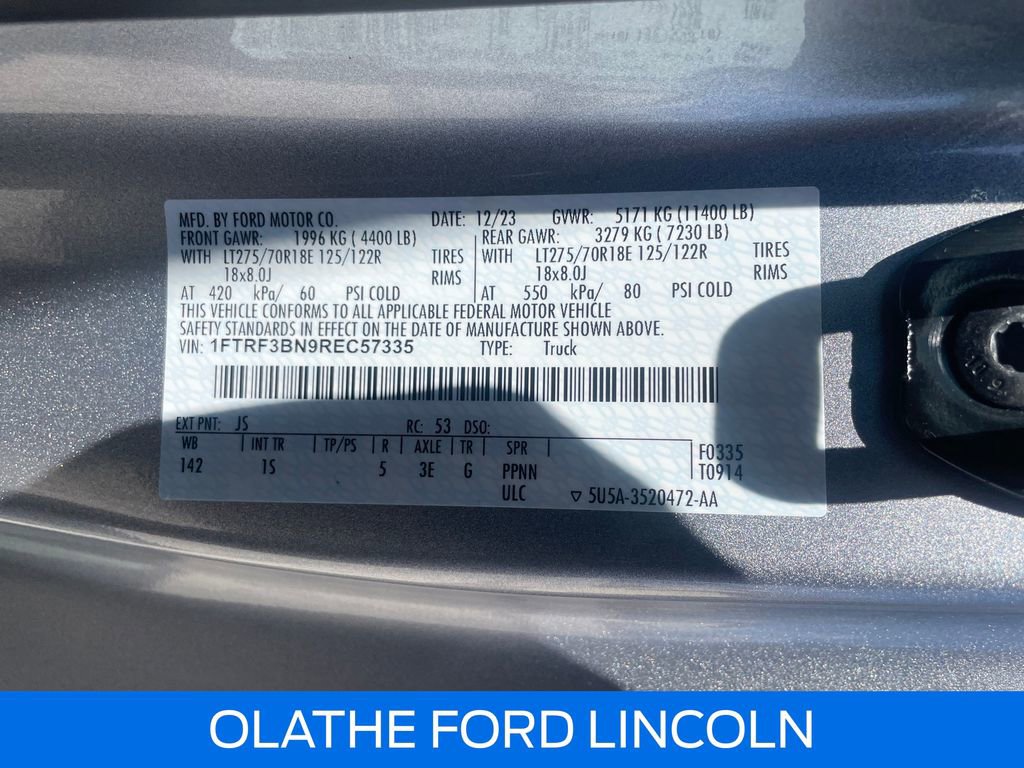 MFD. BY FORD MOTOR CO. DATE: 12/23 GVWR: 5171 KG (11400 LB)
FRONT GAWR: 1996 KG ( 4400 LB) REAR GAWR: 3279 KG ( 7230 LB)
WITH LT275/70R18E 125/122R TIRES WITH LT275/70R18E 125/122R TIRES
18x8.0J RIMS 18x8.0J RIMS
AT 420 kPa/ 60 PSI COLD AT 550 kPa/ 80 PSI COLD
THIS VEHICLE CONFORMS TO ALL APPLICABLE FEDERAL MOTOR VEHICLE
SAFETY STANDARDS IN EFFECT ON THE DATE OF MANUFACTURE SHOWN ABOVE.
VIN: 1FTRF3BN9REC57335 TYPE: Truck
EXT PNT: JS RC: 53 DSO:
WB INT TR TP/PS R AXLE TR SPR F0335
142 1S 5 3E G PPNN T0914
ULC 5U5A-3520472-AA
OLATHE FORD LINCOLN